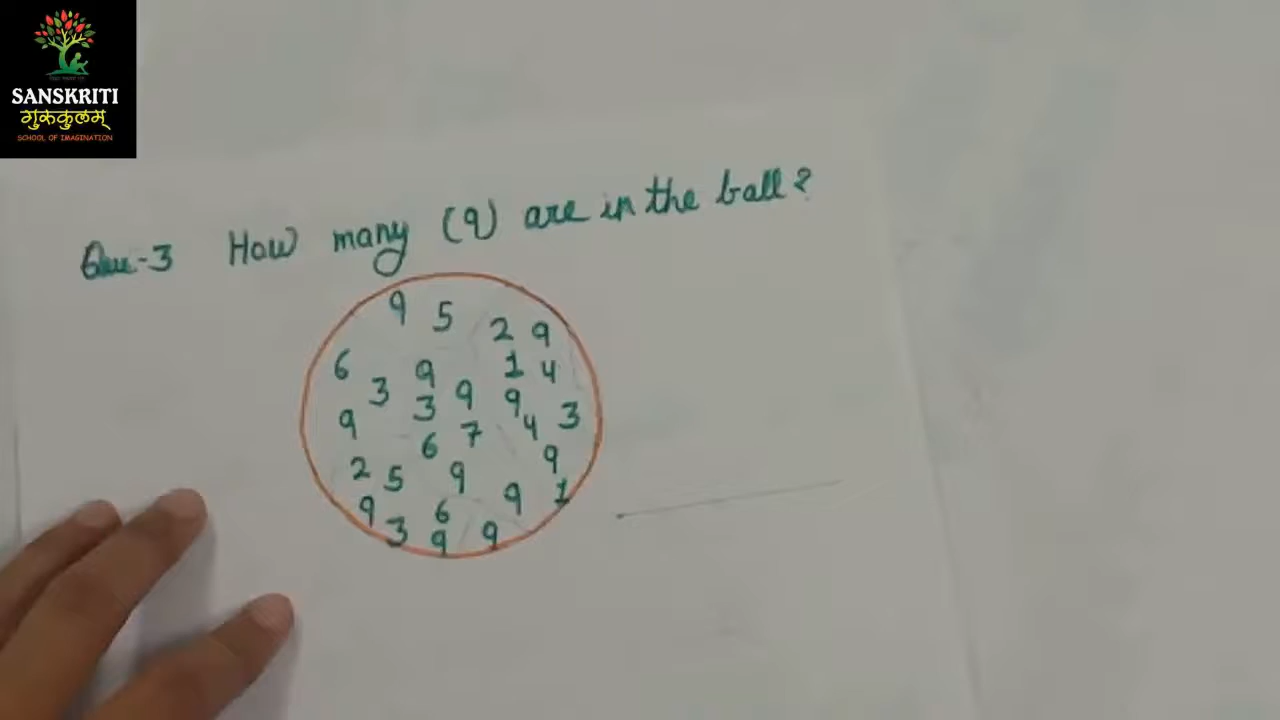 SANSKRITI
गुरुकुलम्
SCHOOL OF IMAGINATION
Que-3 How many (9) are in the ball?
9 5 2 9
6 3 9 1 4
9 3 9 9 4 3
6 7
2 5 9 9
9 6 9 1
3 9 9